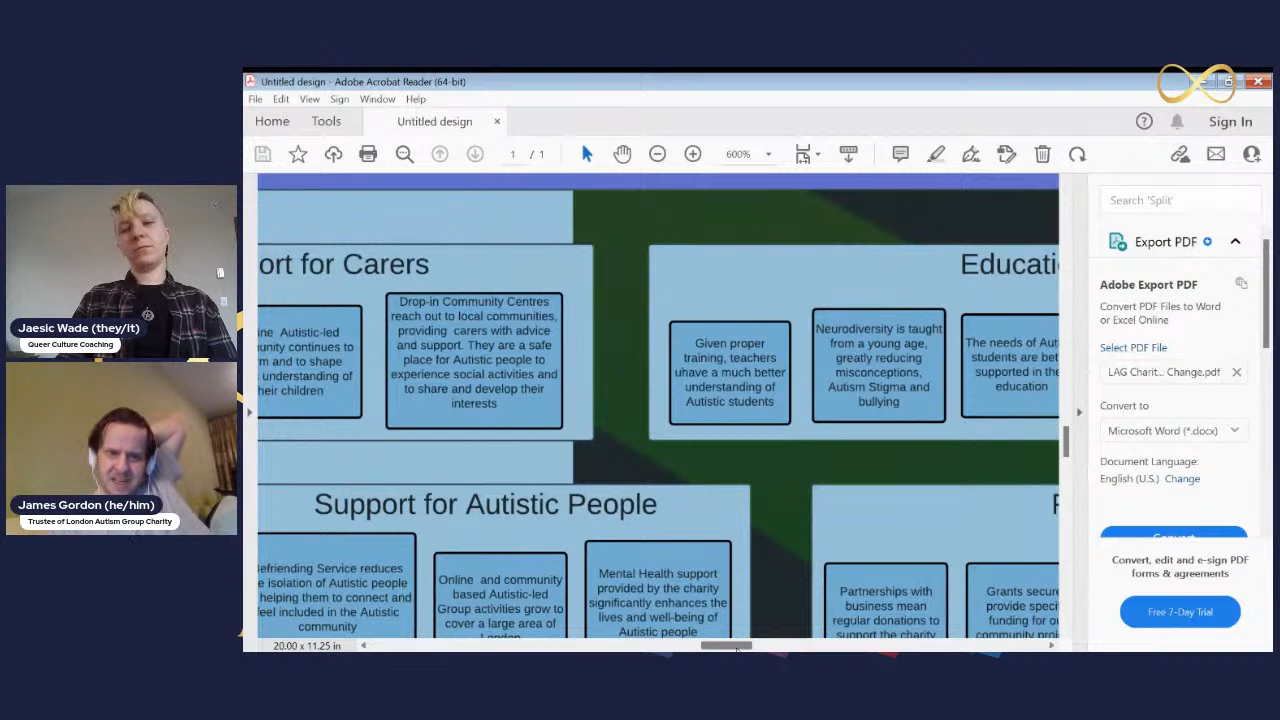 Untitled design - Adobe Acrobat Reader (64-bit)
File Edit View Sign Window Help
Home Tools Untitled design ×
Sign In
1 / 1
600%
Search 'Split'
Export PDF
Adobe Export PDF
Convert PDF Files to Word
or Excel Online
Select PDF File
LAG Charit... Change.pdf
Convert to
Microsoft Word (*.docx)
Document Language:
English (U.S.) Change
Convert
Convert, edit and e-sign PDF
forms & agreements
Free 7-Day Trial
ort for Carers
ine Autistic-led
unity continues to
m and to shape
understanding of
heir children
Drop-in Community Centres
reach out to local communities,
providing carers with advice
and support. They are a safe
place for Autistic people to
experience social activities and
to share and develop their
interests
Educati
Given proper
training, teachers
uhave a much better
understanding of
Autistic students
Neurodiversity is taught
from a young age,
greatly reducing
misconceptions,
Autism Stigma and
bullying
The needs of Aut
students are bet
supported in the
education
Support for Autistic People
Befriending Service reduces
e isolation of Autistic people
helping them to connect and
feel included in the Autistic
community
Online and community
based Autistic-led
Group activities grow to
cover a large area of
London
Mental Health support
provided by the charity
significantly enhances the
lives and well-being of
Autistic people
Partnerships with
business mean
regular donations to
support the charity
Grants secure
provide specif
funding for ou
community proj
20.00 x 11.25 in
Jaesic Wade (they/it)
Queer Culture Coaching
James Gordon (he/him)
Trustee of London Autism Group Charity